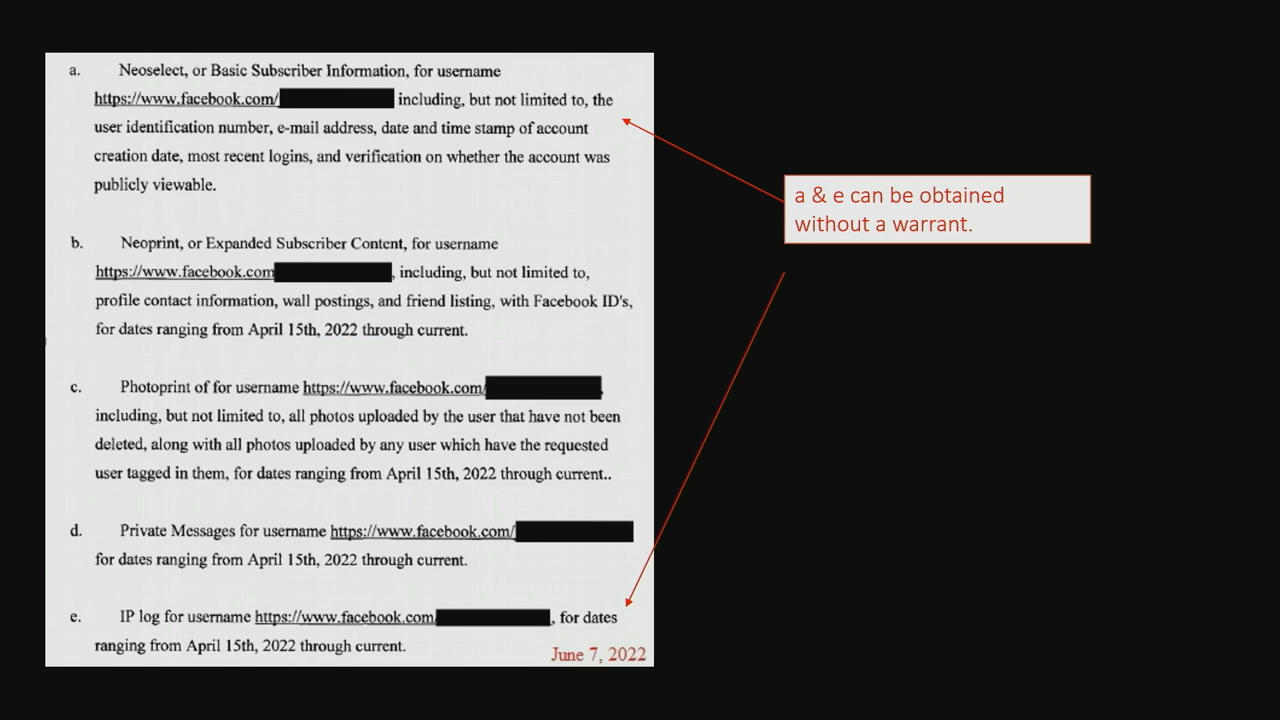 a. Neoselect, or Basic Subscriber Information, for username
https://www.facebook.com/ including, but not limited to, the
user identification number, e-mail address, date and time stamp of account
creation date, most recent logins, and verification on whether the account was
publicly viewable.
b. Neoprint, or Expanded Subscriber Content, for username
https://www.facebook.com , including, but not limited to,
profile contact information, wall postings, and friend listing, with Facebook ID's,
for dates ranging from April 15th, 2022 through current.
c. Photoprint of for username https://www.facebook.com/
including, but not limited to, all photos uploaded by the user that have not been
deleted, along with all photos uploaded by any user which have the requested
user tagged in them, for dates ranging from April 15th, 2022 through current..
d. Private Messages for username https://www.facebook.com/
for dates ranging from April 15th, 2022 through current.
e. IP log for username https://www.facebook.com , for dates
ranging from April 15th, 2022 through current.
June 7, 2022
a & e can be obtained
without a warrant.